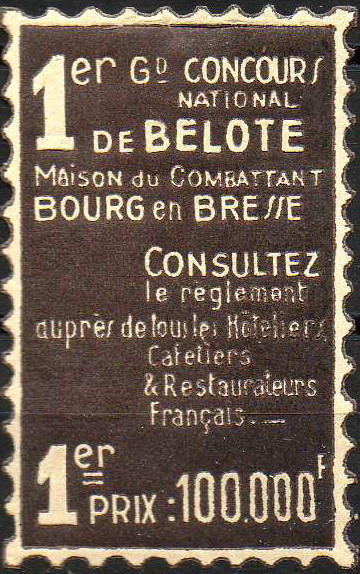 1er Gd CONCOURS
NATIONAL
DE BELOTE
MAISON du COMBATTANT
BOURG en BRESSE
CONSULTEZ
le règlement
auprès de tous les Hôteliers
Cafetiers
& Restaurateurs
Français._
1er PRIX : 100.000F